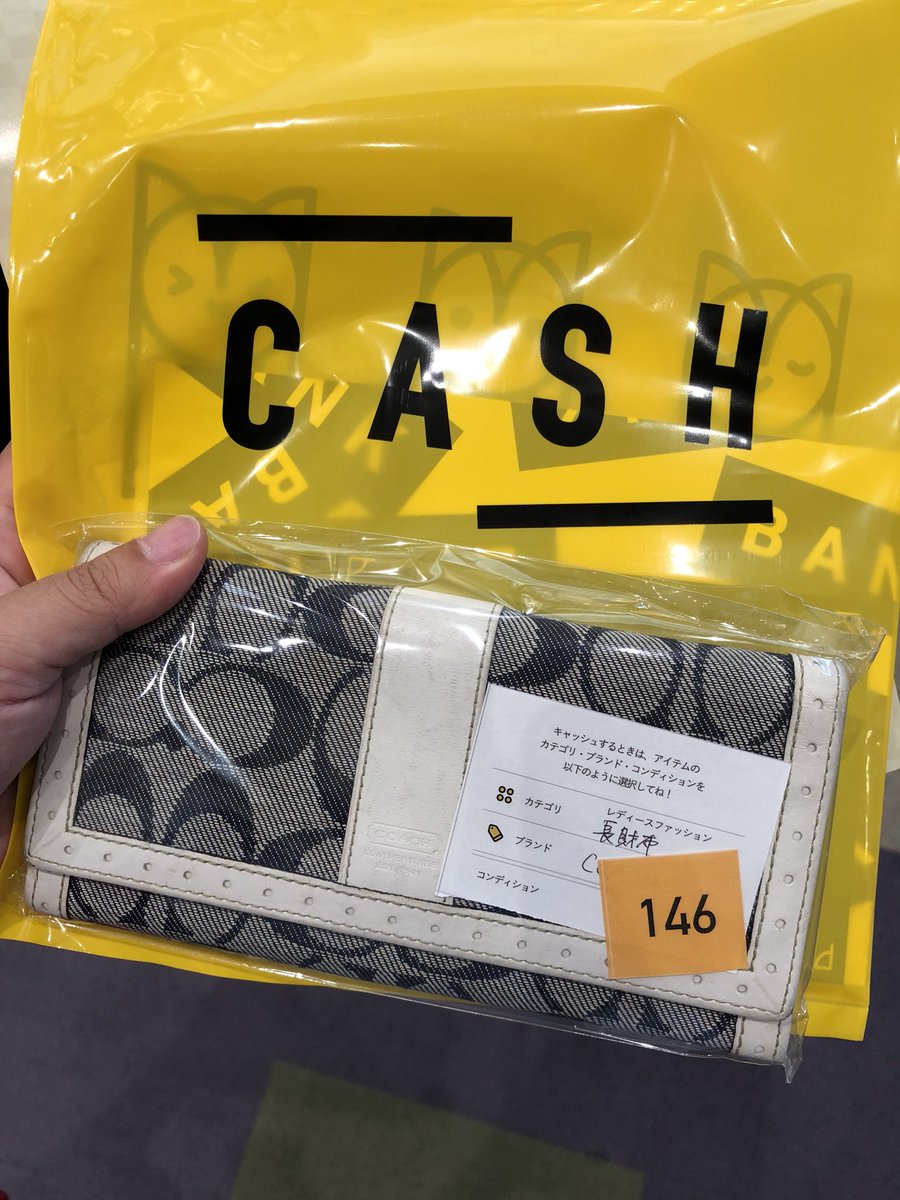 CASH
BAN
キャッシュするときは、アイテムの
カテゴリ・ブランド・コンディションを
以下のように選択してね！
カテゴリ
レディースファッション
長財布
ブランド
コンディション
146
COACH